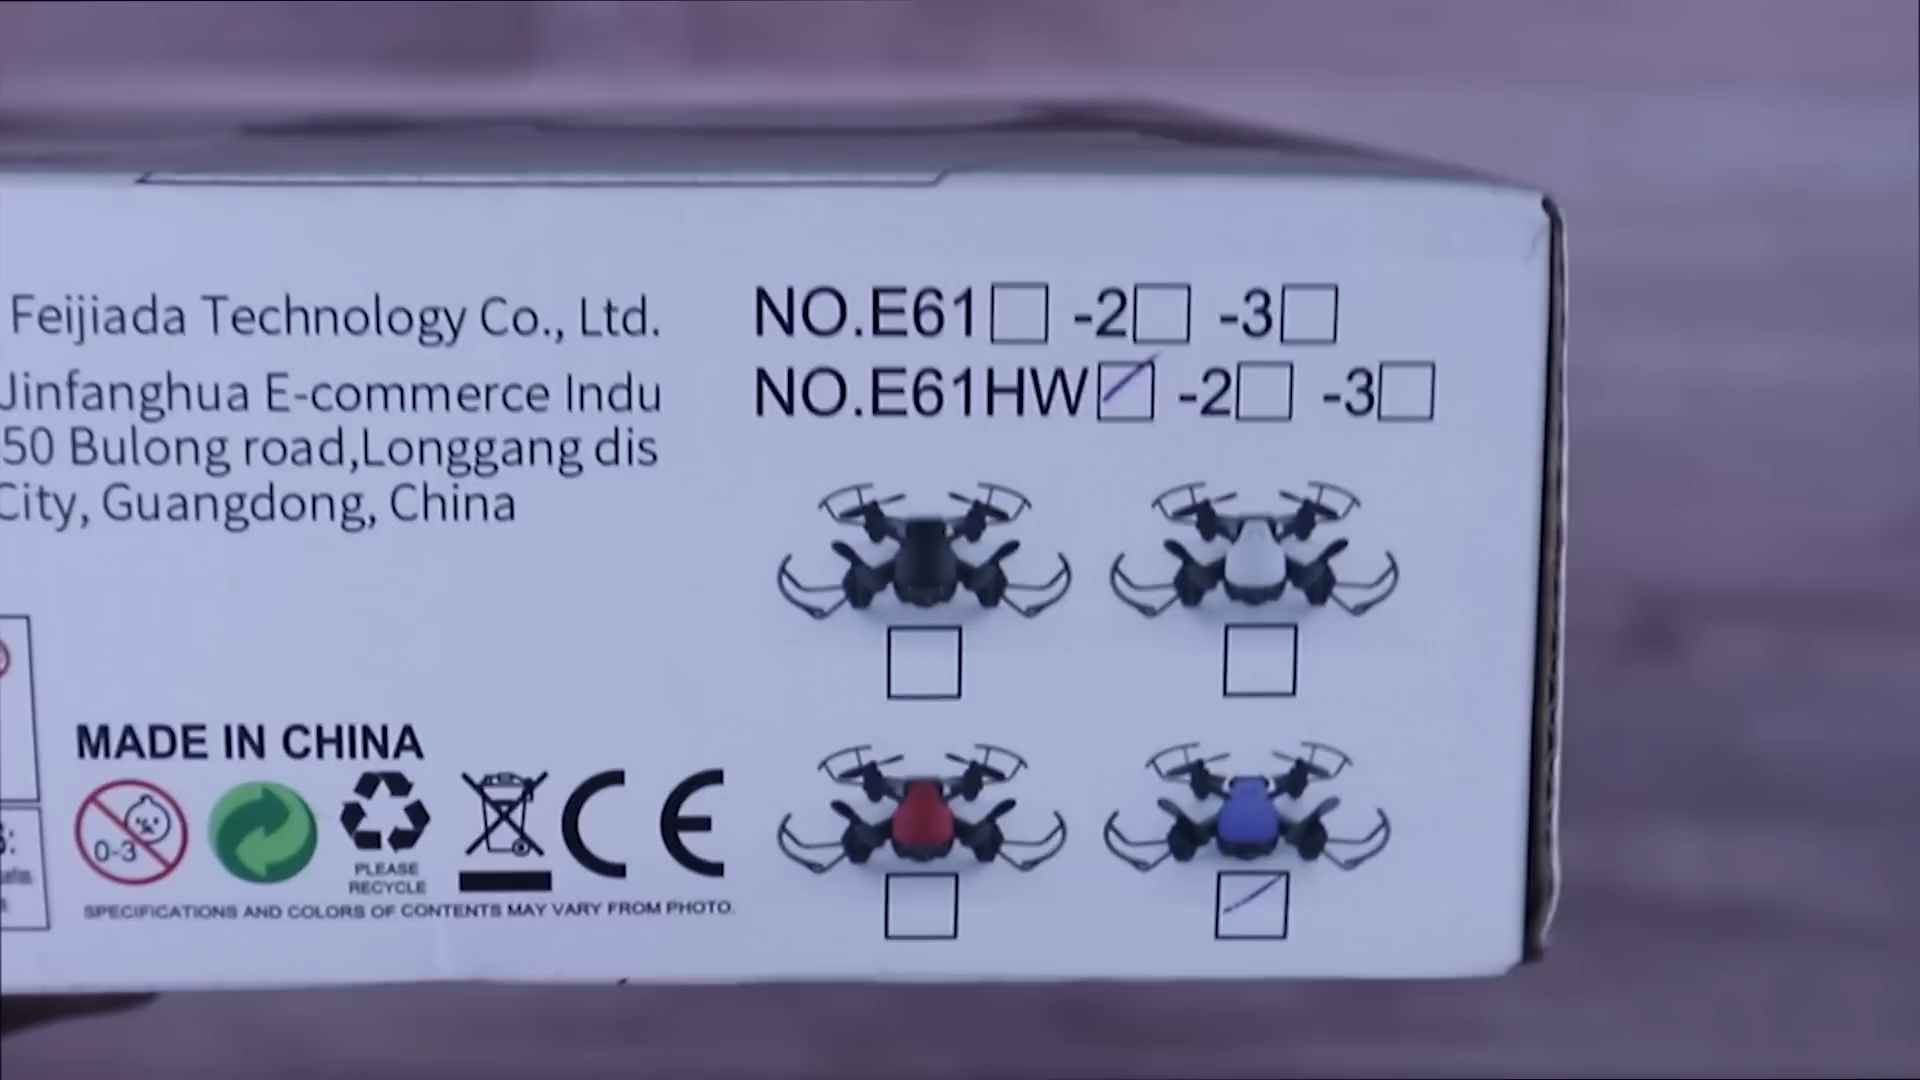 Feijiada Technology Co., Ltd.
Jinfanghua E-commerce Indu
50 Bulong road,Longgang dis
City, Guangdong, China
NO.E61 -2 -3
NO.E61HW -2 -3
MADE IN CHINA
0-3
PLEASE
RECYCLE
CE
SPECIFICATIONS AND COLORS OF CONTENTS MAY VARY FROM PHOTO.